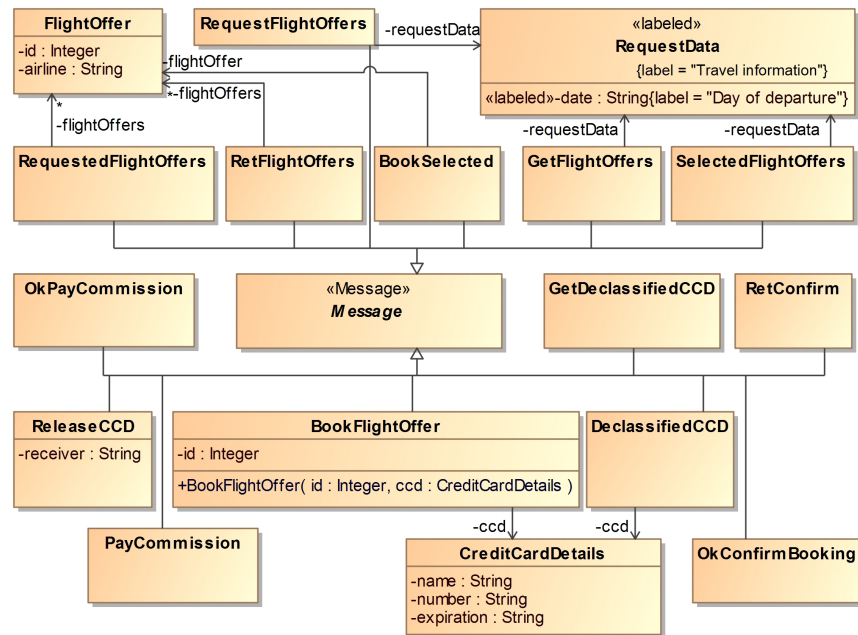 FlightOffer
-id : Integer
-airline : String
RequestFlightOffers
-requestData
«labeled»
RequestData
{label = "Travel information"}
«labeled»-date : String{label = "Day of departure"}
-flightOffer
*-flightOffers
*
-flightOffers
-requestData
-requestData
RequestedFlightOffers
RetFlightOffers
BookSelected
GetFlightOffers
SelectedFlightOffers
OkPayCommission
«Message»
Message
GetDeclassifiedCCD
RetConfirm
ReleaseCCD
-receiver : String
BookFlightOffer
-id : Integer
+BookFlightOffer( id : Integer, ccd : CreditCardDetails )
DeclassifiedCCD
-ccd
-ccd
PayCommission
CreditCardDetails
-name : String
-number : String
-expiration : String
OkConfirmBooking